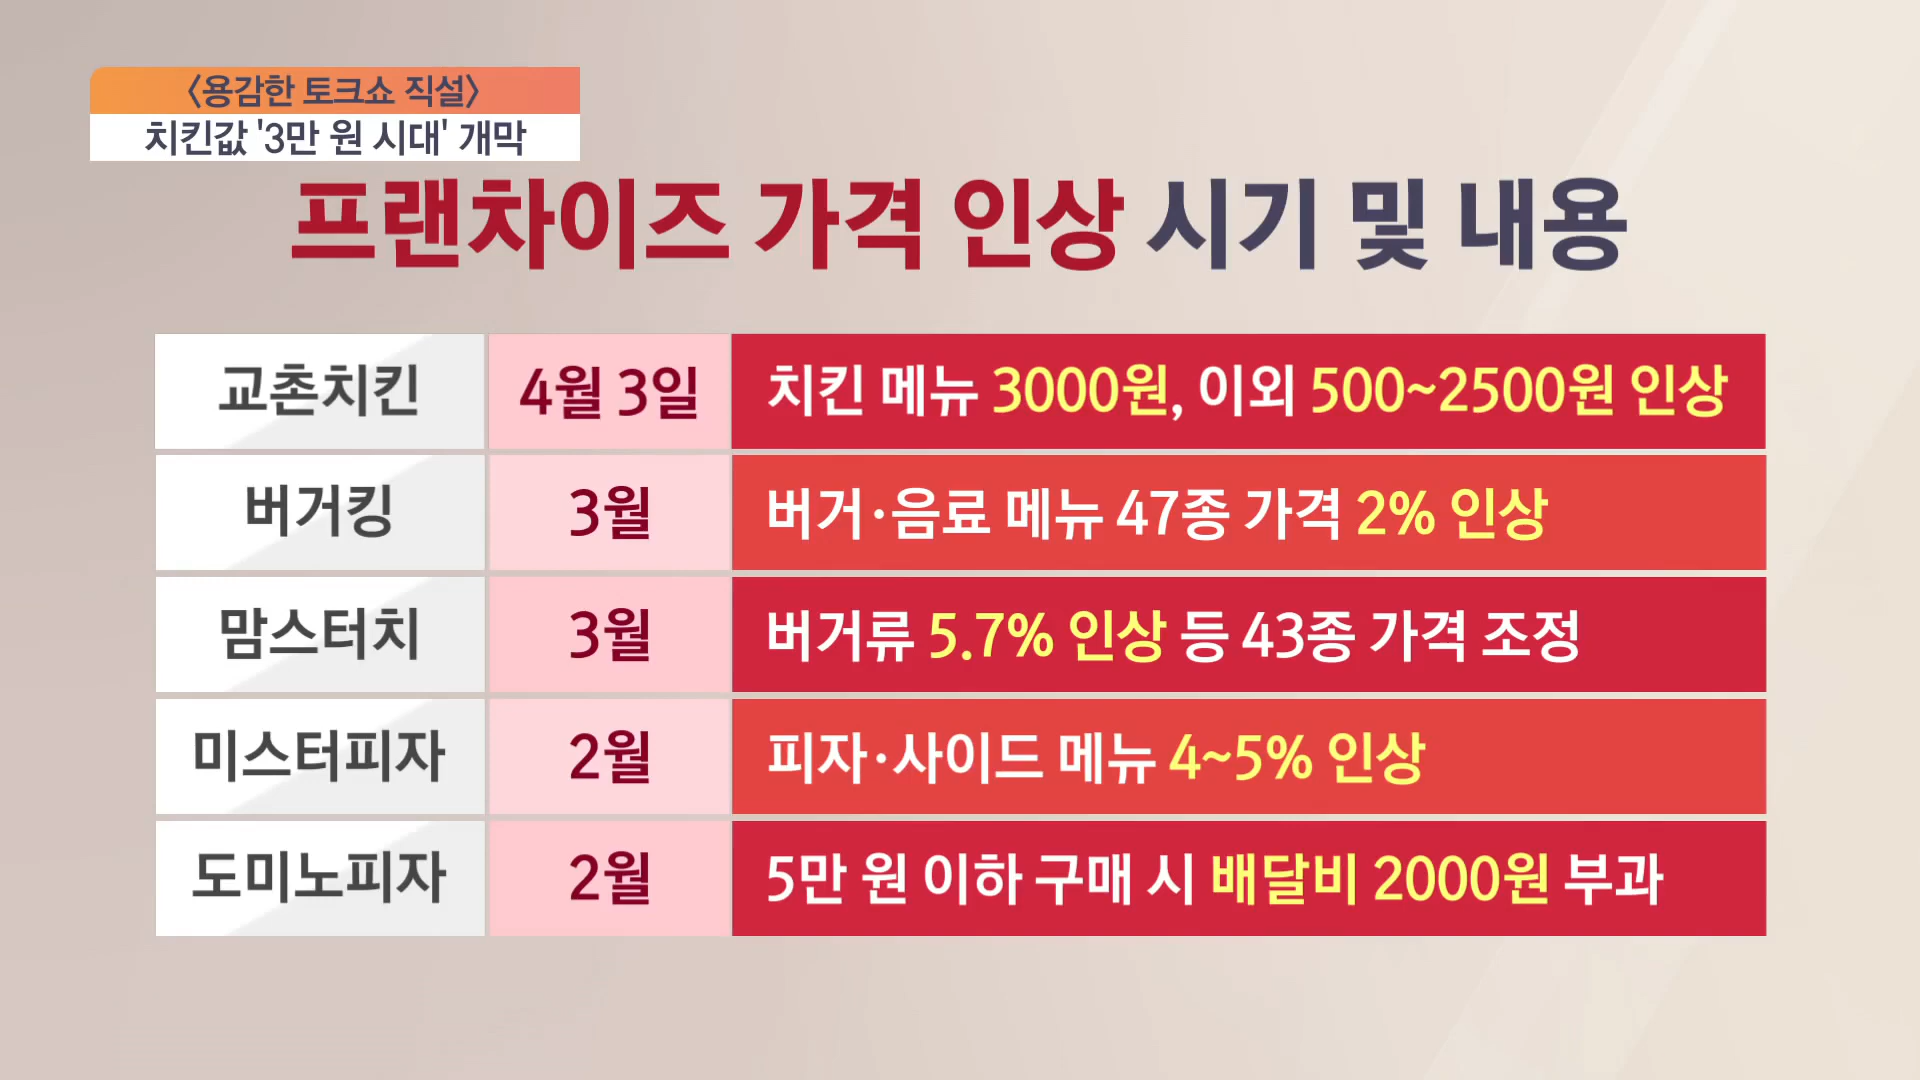 〈용감한 토크쇼 직설〉
치킨값 '3만 원 시대' 개막
프랜차이즈 가격 인상 시기 및 내용
교촌치킨 4월 3일 치킨 메뉴 3000원, 이외 500~2500원 인상
버거킹 3월 버거·음료 메뉴 47종 가격 2% 인상
맘스터치 3월 버거류 5.7% 인상 등 43종 가격 조정
미스터피자 2월 피자·사이드 메뉴 4~5% 인상
도미노피자 2월 5만 원 이하 구매 시 배달비 2000원 부과